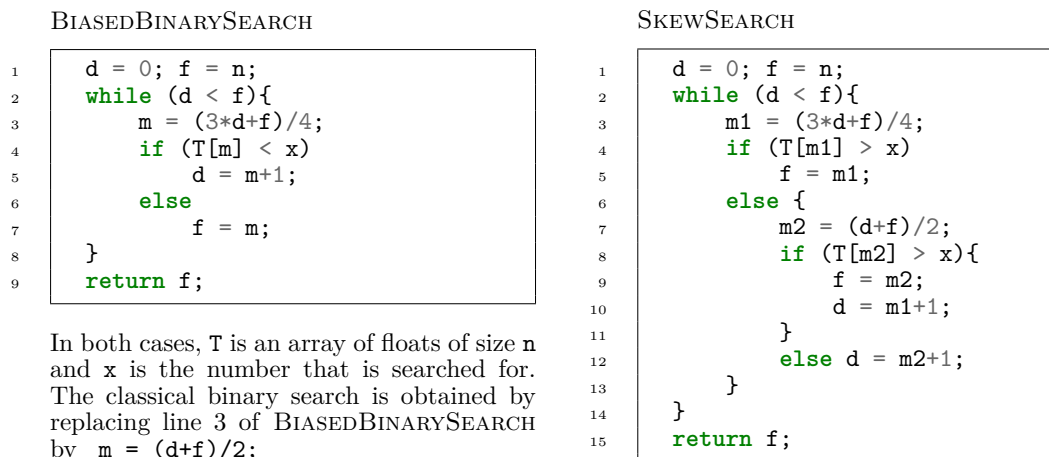 BIASEDBINARYSEARCH
1 d = 0; f = n;
2 while (d < f){
3 m = (3*d+f)/4;
4 if (T[m] < x)
5 d = m+1;
6 else
7 f = m;
8 }
9 return f;
In both cases, T is an array of floats of size n
and x is the number that is searched for.
The classical binary search is obtained by
replacing line 3 of BIASEDBINARYSEARCH
by m = (d+f)/2;
SKEWSEARCH
1 d = 0; f = n;
2 while (d < f){
3 m1 = (3*d+f)/4;
4 if (T[m1] > x)
5 f = m1;
6 else {
7 m2 = (d+f)/2;
8 if (T[m2] > x){
9 f = m2;
10 d = m1+1;
11 }
12 else d = m2+1;
13 }
14 }
15 return f;